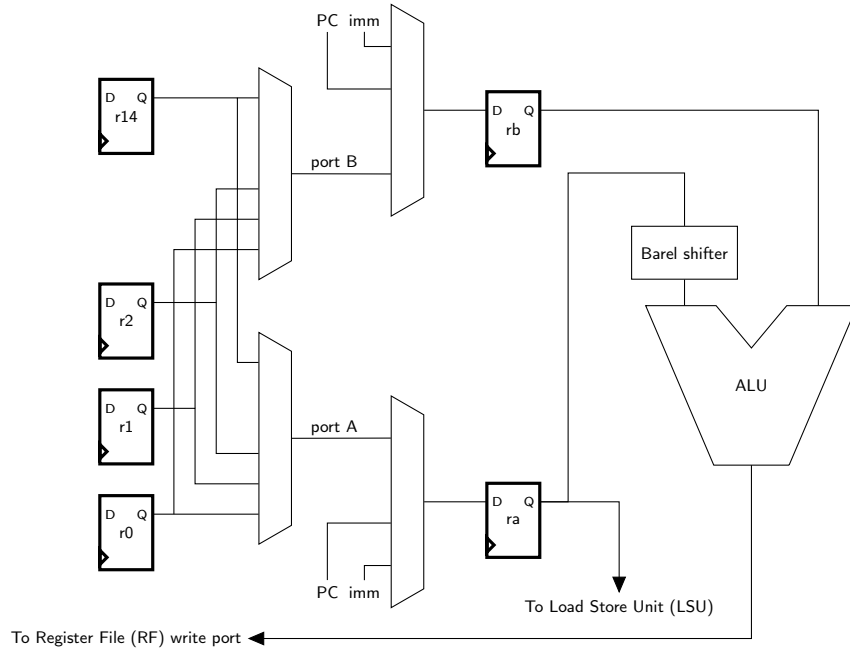 PC imm
D Q
r14
D Q
rb
port B
Barel shifter
D Q
r2
ALU
D Q
r1
port A
D Q
r0
D Q
ra
PC imm
To Load Store Unit (LSU)
To Register File (RF) write port